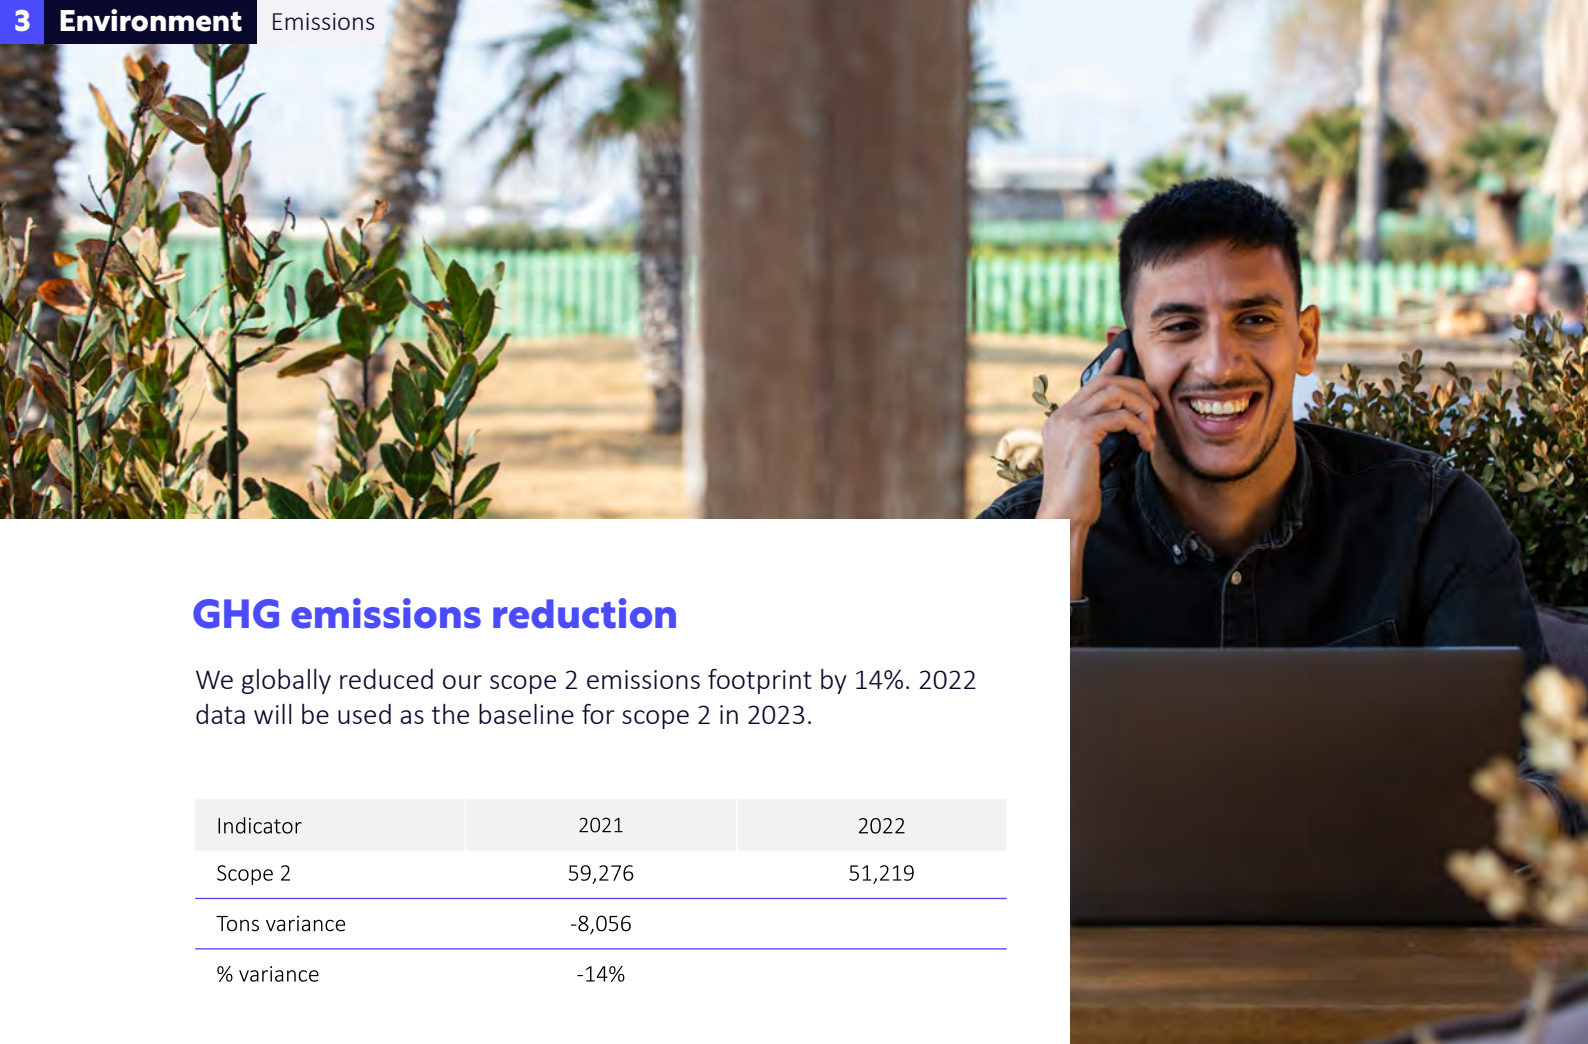 3 Environment Emissions
GHG emissions reduction
We globally reduced our scope 2 emissions footprint by 14%. 2022
data will be used as the baseline for scope 2 in 2023.
Indicator 2021 2022
Scope 2 59,276 51,219
Tons variance -8,056
% variance -14%